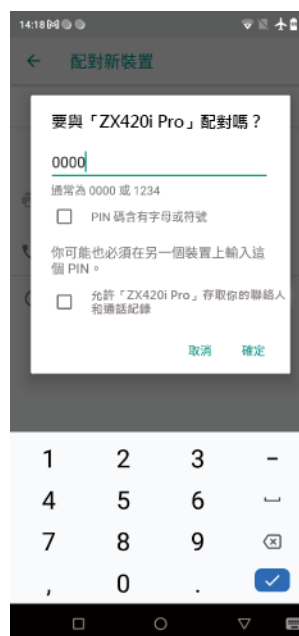 14:18
配對新裝置
要與「ZX420i Pro」配對嗎？
0000
通常為 0000 或 1234
PIN 碼含有字母或符號
你可能也必須在另一個裝置上輸入這
個 PIN。
允許「ZX420i Pro」存取你的聯絡人
和通話紀錄
取消 確定
1 2 3 -
4 5 6
7 8 9
, 0 .